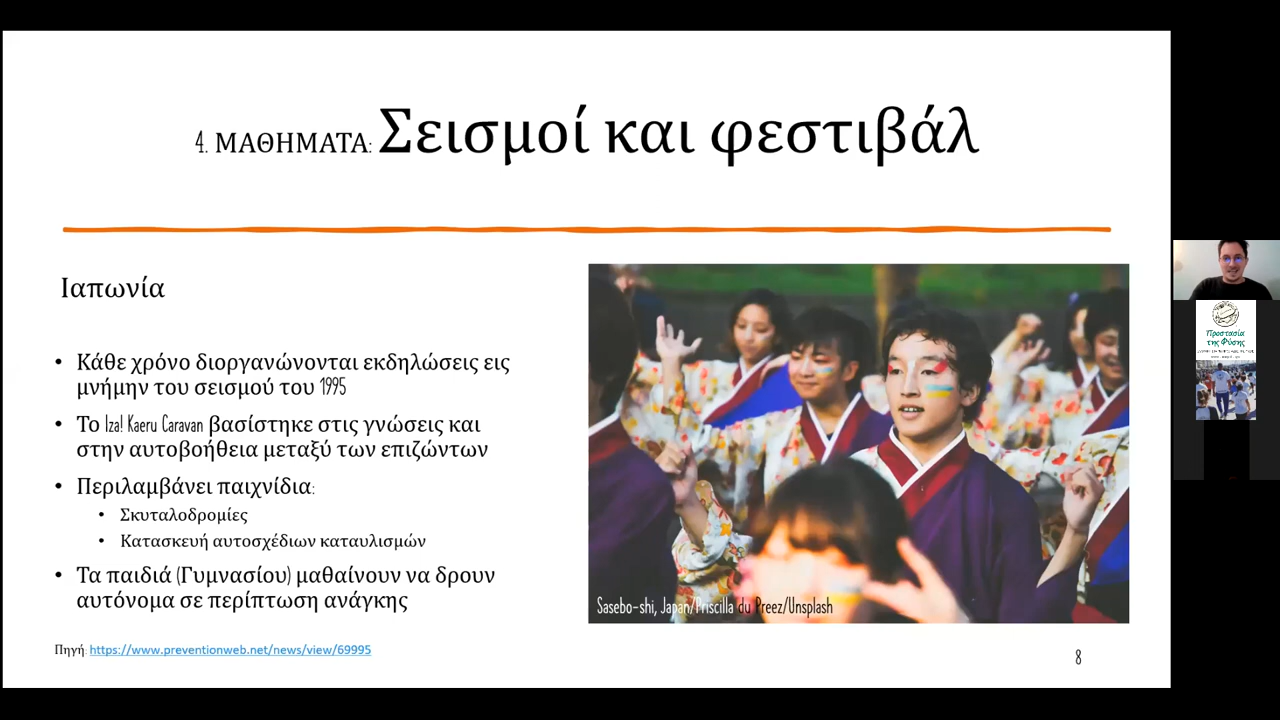 4. ΜΑΘΗΜΑΤΑ: Σεισμοί και φεστιβάλ
Ιαπωνία
• Κάθε χρόνο διοργανώνονται εκδηλώσεις εις
μνήμην του σεισμού του 1995
• Το Iza! Kaeru Caravan βασίστηκε στις γνώσεις και
στην αυτοβοήθεια μεταξύ των επιζώντων
• Περιλαμβάνει παιχνίδια:
• Σκυταλοδρομίες
• Κατασκευή αυτοσχέδιων καταυλισμών
• Τα παιδιά (Γυμνασίου) μαθαίνουν να δρουν
αυτόνομα σε περίπτωση ανάγκης
Πηγή: https://www.preventionweb.net/news/view/69995
Sasebo-shi, Japan/Priscilla du Preez/Unsplash
8
Προστασία
της Φύσης